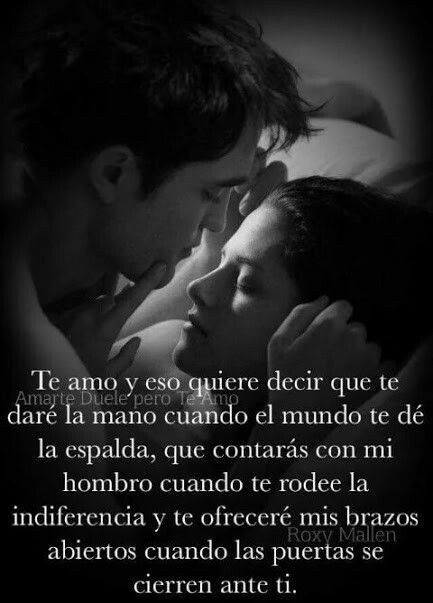 Te amo y eso quiere decir que te
Amarte Duele pero Te Amo
daré la mano cuando el mundo te dé
la espalda, que contarás con mi
hombro cuando te rodee la
indiferencia y te ofreceré mis brazos
Roxy Mallen
abiertos cuando las puertas se
cierren ante ti.